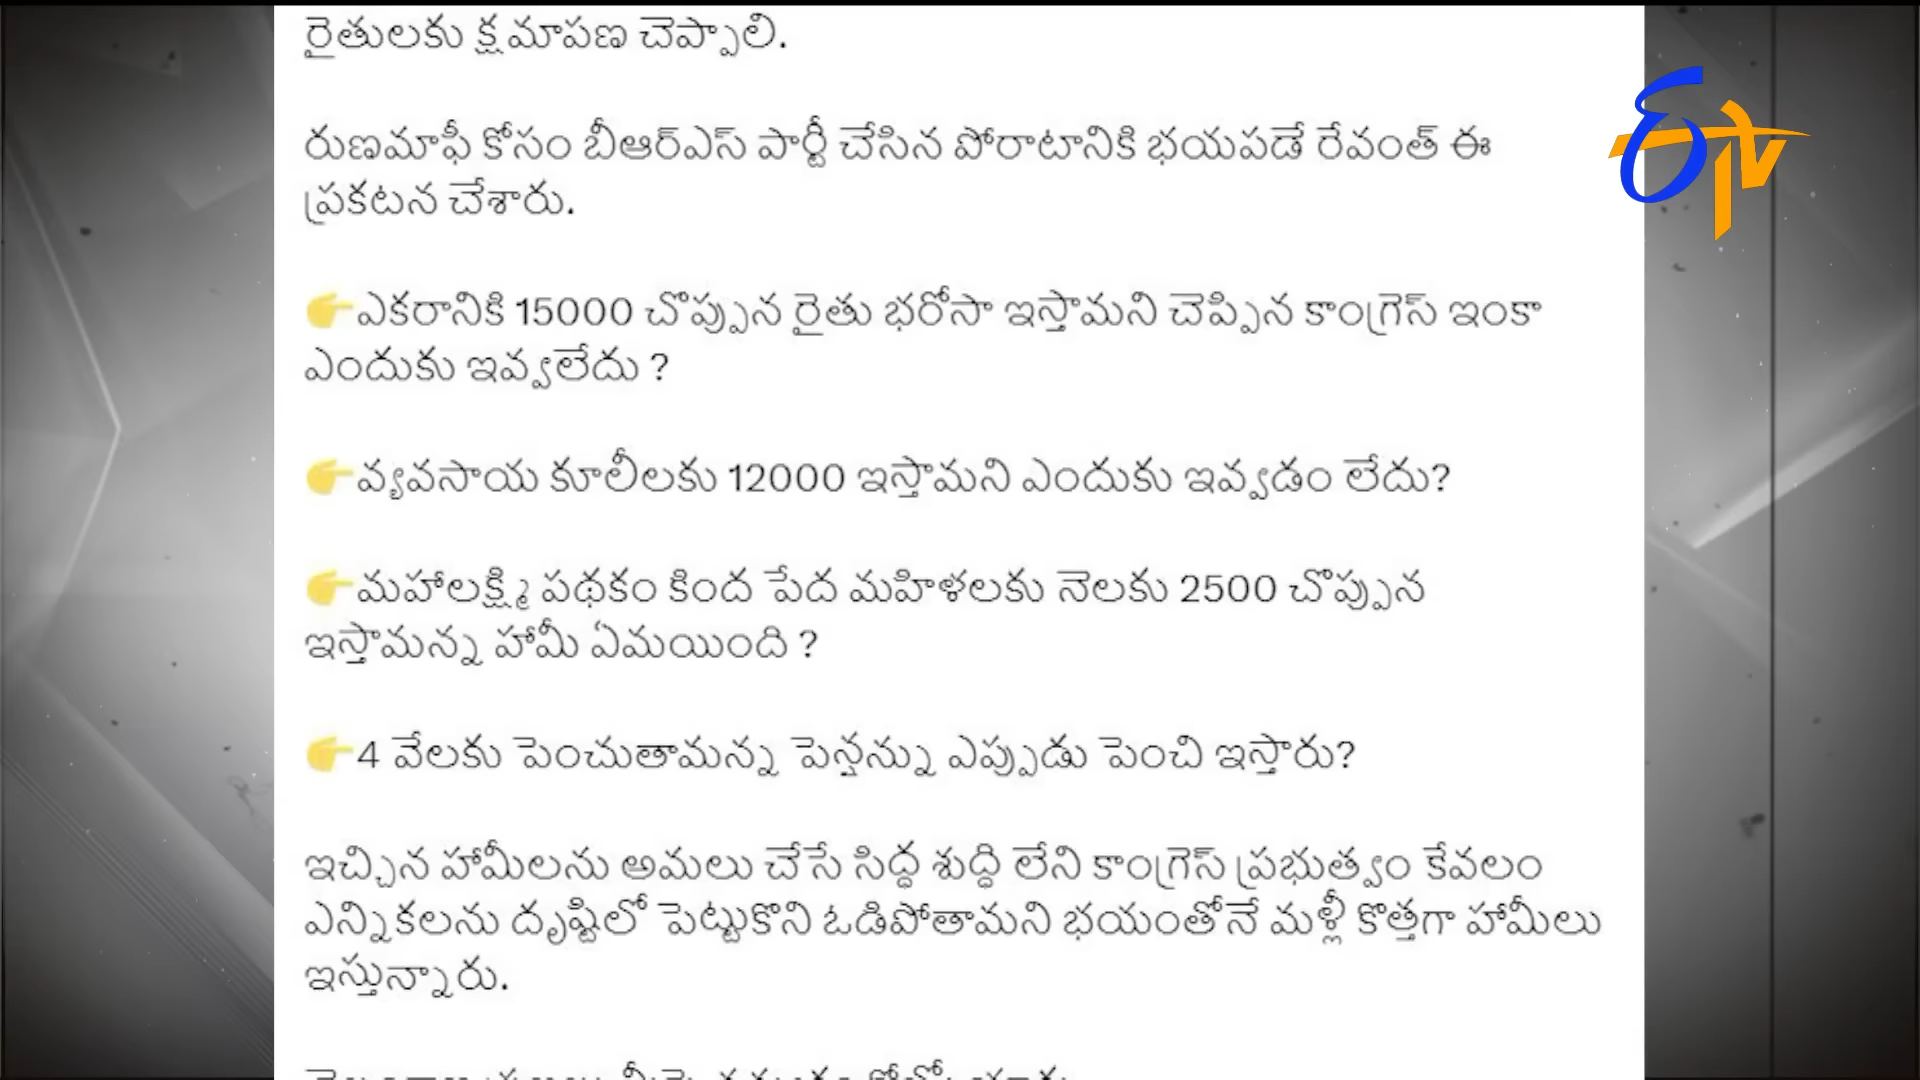 రైతులకు క్షమాపణ చెప్పాలి.
రుణమాఫీ కోసం బీఆర్ఎస్ పార్టీ చేసిన పోరాటానికి భయపడే రేవంత్ ఈ
ప్రకటన చేశారు.
👉ఎకరానికి 15000 చొప్పున రైతు భరోసా ఇస్తామని చెప్పిన కాంగ్రెస్ ఇంకా
ఎందుకు ఇవ్వలేదు ?
👉వ్యవసాయ కూలీలకు 12000 ఇస్తామని ఎందుకు ఇవ్వడం లేదు?
👉మహాలక్ష్మి పథకం కింద పేద మహిళలకు నెలకు 2500 చొప్పున
ఇస్తామన్న హామీ ఏమయింది ?
👉4 వేలకు పెంచుతామన్న పెన్షన్ను ఎప్పుడు పెంచి ఇస్తారు?
ఇచ్చిన హామీలను అమలు చేసే సిద్ధ శుద్ధి లేని కాంగ్రెస్ ప్రభుత్వం కేవలం
ఎన్నికలను దృష్టిలో పెట్టుకొని ఓడిపోతామని భయంతోనే మళ్లీ కొత్తగా హామీలు
ఇస్తున్నారు.